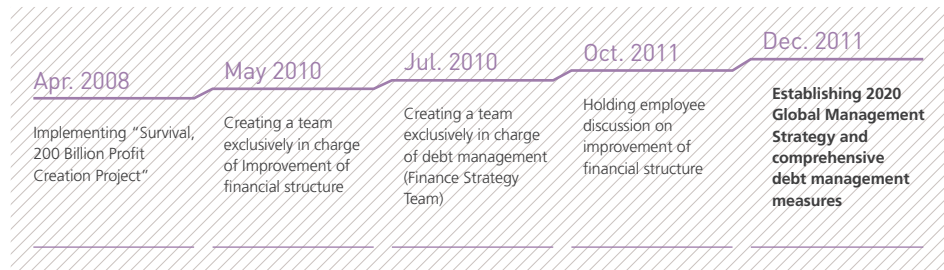 Apr. 2008
Implementing “Survival,
200 Billion Profit
Creation Project”
May 2010
Creating a team
exclusively in charge
of Improvement of
financial structure
Jul. 2010
Creating a team
exclusively in charge
of debt management
(Finance Strategy
Team)
Oct. 2011
Holding employee
discussion on
improvement of
financial structure
Dec. 2011
Establishing 2020
Global Management
Strategy and
comprehensive
debt management
measures